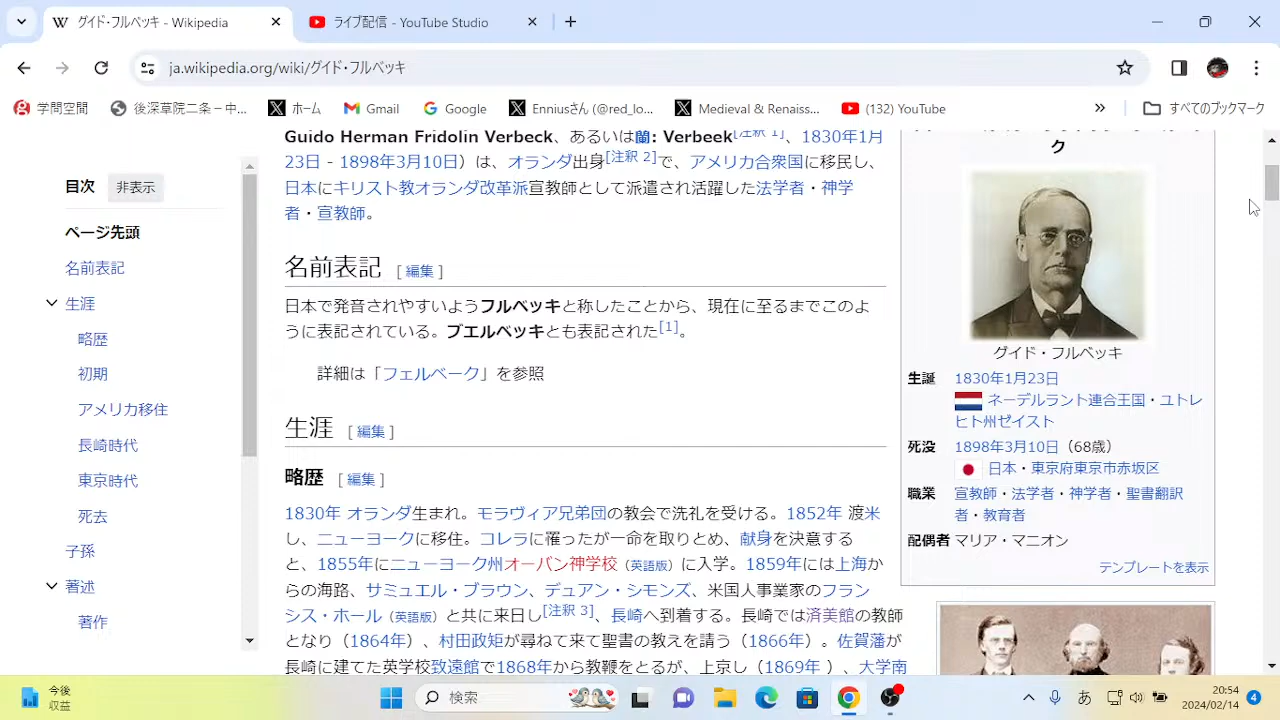 グイド・フルベッキ - Wikipedia
ライブ配信 - YouTube Studio
ja.wikipedia.org/wiki/グイド・フルベッキ
学問空間
後深草院二条 – 中...
ホーム
Gmail
Google
Enniusさん (@red_lo...
Medieval & Renaiss...
(132) YouTube
すべてのブックマーク
目次
非表示
ページ先頭
名前表記
生涯
略歴
初期
アメリカ移住
長崎時代
東京時代
死去
子孫
著述
著作
Guido Herman Fridolin Verbeck、あるいは蘭: Verbeek[注釈 1]、1830年1月
23日 - 1898年3月10日）は、オランダ出身[注釈 2]で、アメリカ合衆国に移民し、
日本にキリスト教オランダ改革派宣教師として派遣され活躍した法学者・神学
者・宣教師。
名前表記 [編集]
日本で発音されやすいようフルベッキと称したことから、現在に至るまでこのよ
うに表記されている。ブエルベッキとも表記された[1]。
詳細は「フェルベーク」を参照
生涯 [編集]
略歴 [編集]
1830年 オランダ生まれ。モラヴィア兄弟団の教会で洗礼を受ける。1852年 渡米
し、ニューヨークに移住。コレラに罹ったが一命を取りとめ、献身を決意する
と、1855年にニューヨーク州オーバン神学校（英語版）に入学。1859年には上海か
らの海路、サミュエル・ブラウン、デュアン・シモンズ、米国人事業家のフラン
シス・ホール（英語版）と共に来日し[注釈 3]、長崎へ到着する。長崎では済美館の教師
となり（1864年）、村田政矩が尋ねて来て聖書の教えを請う（1866年）。佐賀藩が
長崎に建てた英学校致遠館で1868年から教鞭をとるが、上京し（1869年 ）、大学南
ク
グイド・フルベッキ
生誕 1830年1月23日
ネーデルラント連合王国・ユトレ
ヒト州ゼイスト
死没 1898年3月10日（68歳）
日本・東京府東京市赤坂区
職業 宣教師・法学者・神学者・聖書翻訳
者・教育者
配偶者 マリア・マニオン
テンプレートを表示
今後
収益
検索
あ
20:54
2024/02/14
4